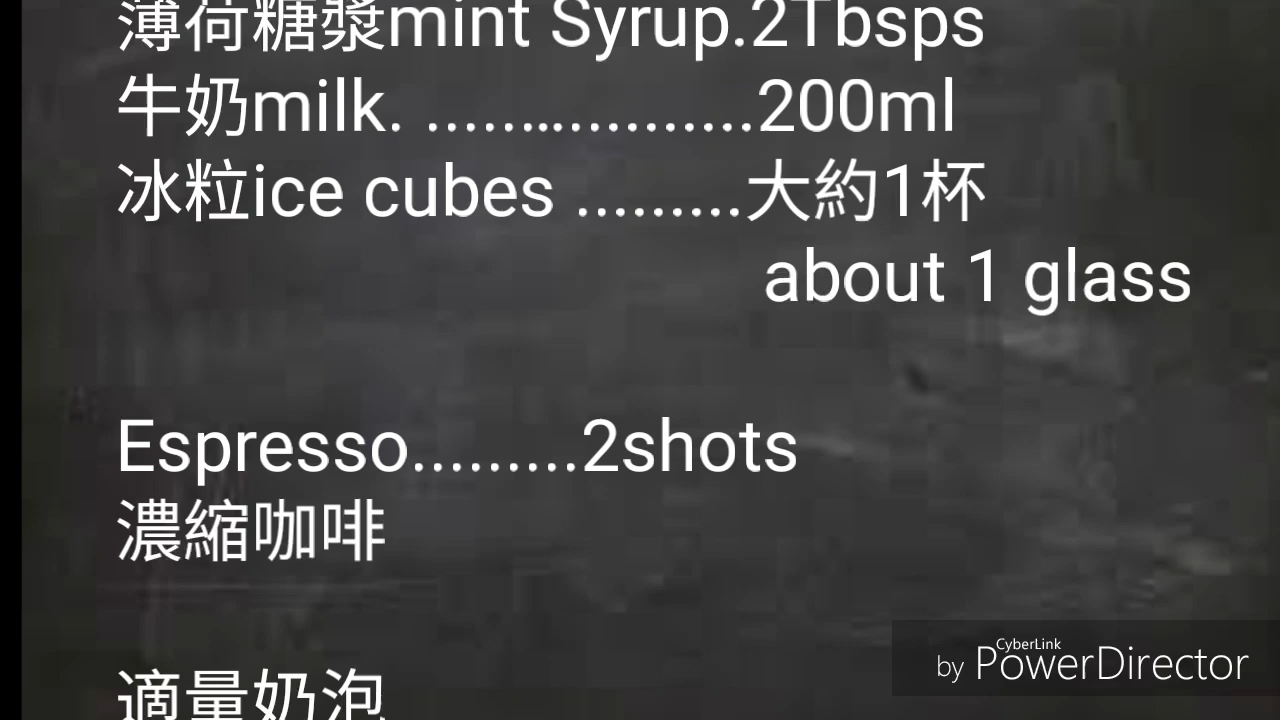 薄荷糖漿mint Syrup.2Tbsps
牛奶milk. ..................200ml
冰粒ice cubes .........大約1杯
about 1 glass
Espresso.........2shots
濃縮咖啡
適量奶泡
CyberLink
by PowerDirector